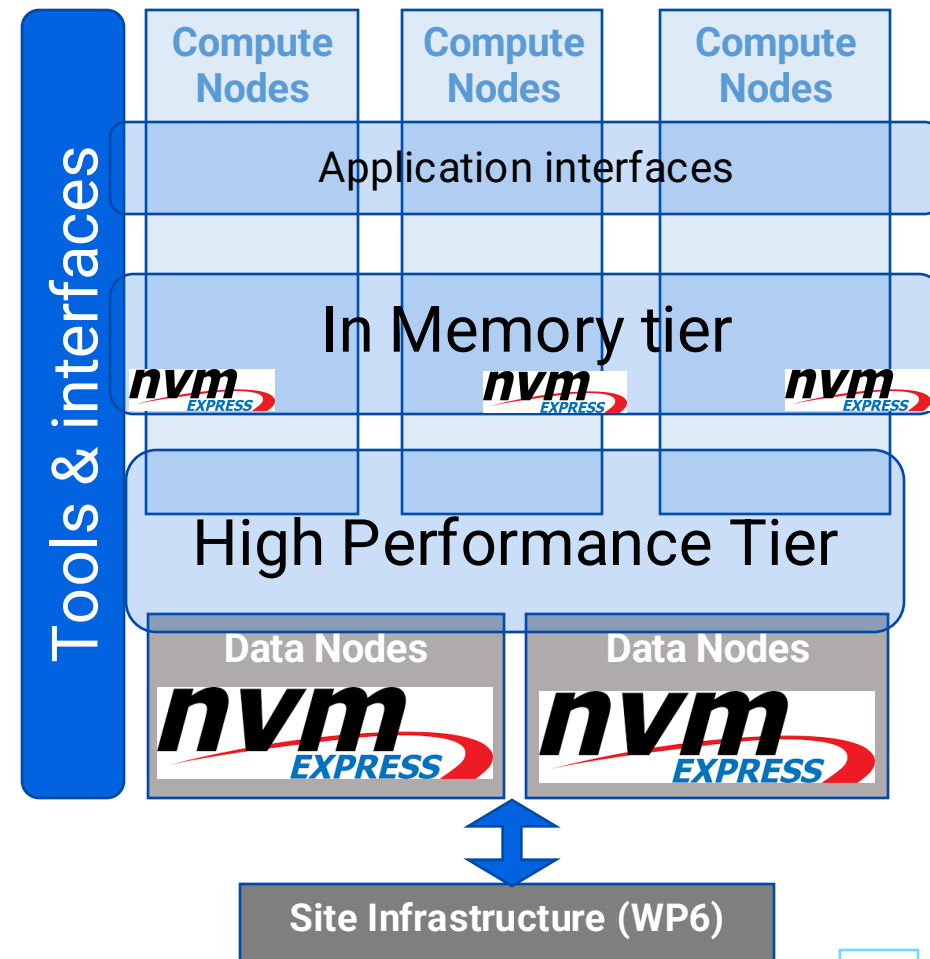 Tools & interfaces
Compute
Nodes
Compute
Nodes
Compute
Nodes
Application interfaces
In Memory tier
nvm
EXPRESS
nvm
EXPRESS
nvm
EXPRESS
High Performance Tier
Data Nodes
Data Nodes
nvm
EXPRESS
nvm
EXPRESS
Site Infrastructure (WP6)